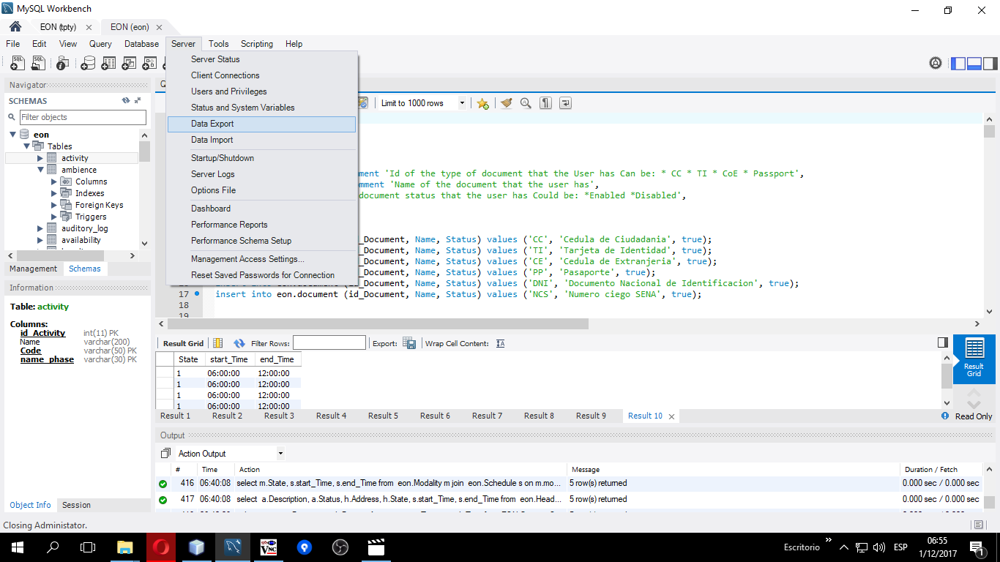 MySQL Workbench
EON (tpty)
EON (eon)
File Edit View Query Database Server Tools Scripting Help
Server Status
Client Connections
Users and Privileges
Status and System Variables
Data Export
Data Import
Startup/Shutdown
Server Logs
Options File
Dashboard
Performance Reports
Performance Schema Setup
Management Access Settings...
Reset Saved Passwords for Connection
Navigator
SCHEMAS
Filter objects
eon
Tables
activity
ambience
Columns
Indexes
Foreign Keys
Triggers
auditory_log
availability
Management Schemas
Information
Table: activity
Columns:
id_Activity int(11) PK
Name varchar(200)
Code varchar(50) PK
name_phase varchar(30) PK
Object Info Session
Limit to 1000 rows
'Id of the type of document that the User has Can be: * CC * TI * CoE * Passport',
'Name of the document that the user has',
document status that the user has Could be: *Enabled *Disabled',
_Document, Name, Status) values ('CC', 'Cedula de Ciudadania', true);
_Document, Name, Status) values ('TI', 'Tarjeta de Identidad', true);
_Document, Name, Status) values ('CE', 'Cedula de Extranjeria', true);
_Document, Name, Status) values ('PP', 'Pasaporte', true);
insert into eon.document (id_Document, Name, Status) values ('DNI', 'Documento Nacional de Identificacion', true);
17 insert into eon.document (id_Document, Name, Status) values ('NCS', 'Numero ciego SENA', true);
18
19
Result Grid Filter Rows: Export: Wrap Cell Content:
State start_Time end_Time
1 06:00:00 12:00:00
1 06:00:00 12:00:00
1 06:00:00 12:00:00
1 06:00:00 12:00:00
Result Grid
Result 1 Result 2 Result 3 Result 4 Result 5 Result 6 Result 7 Result 8 Result 9 Result 10
Read Only
Output
Action Output
# Time Action Message Duration / Fetch
416 06:40:08 select m.State, s.start_Time, s.end_Time from eon.Modality m join eon.Schedule s on m.mo... 5 row(s) returned 0.000 sec / 0.000 sec
417 06:40:08 select a.Description, a.Status, h.Address, h.State, s.start_Time, s.end_Time from eon.Head... 5 row(s) returned 0.000 sec / 0.000 sec
Closing Administator.
Escritorio
ESP
06:55
1/12/2017